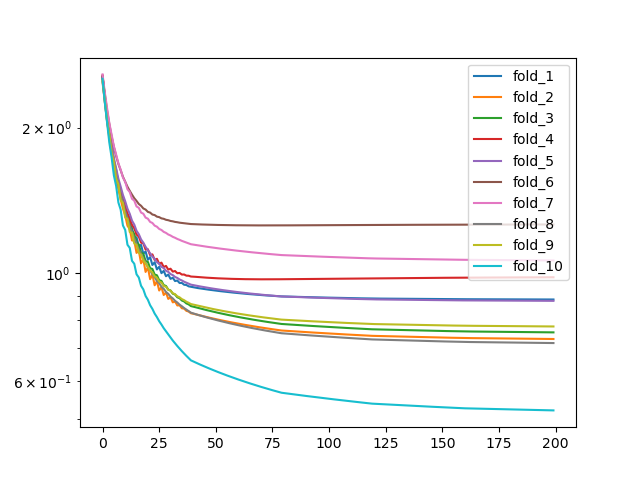 2 × 10⁰
10⁰
6 × 10⁻¹
0
25
50
75
100
125
150
175
200
fold_1
fold_2
fold_3
fold_4
fold_5
fold_6
fold_7
fold_8
fold_9
fold_10